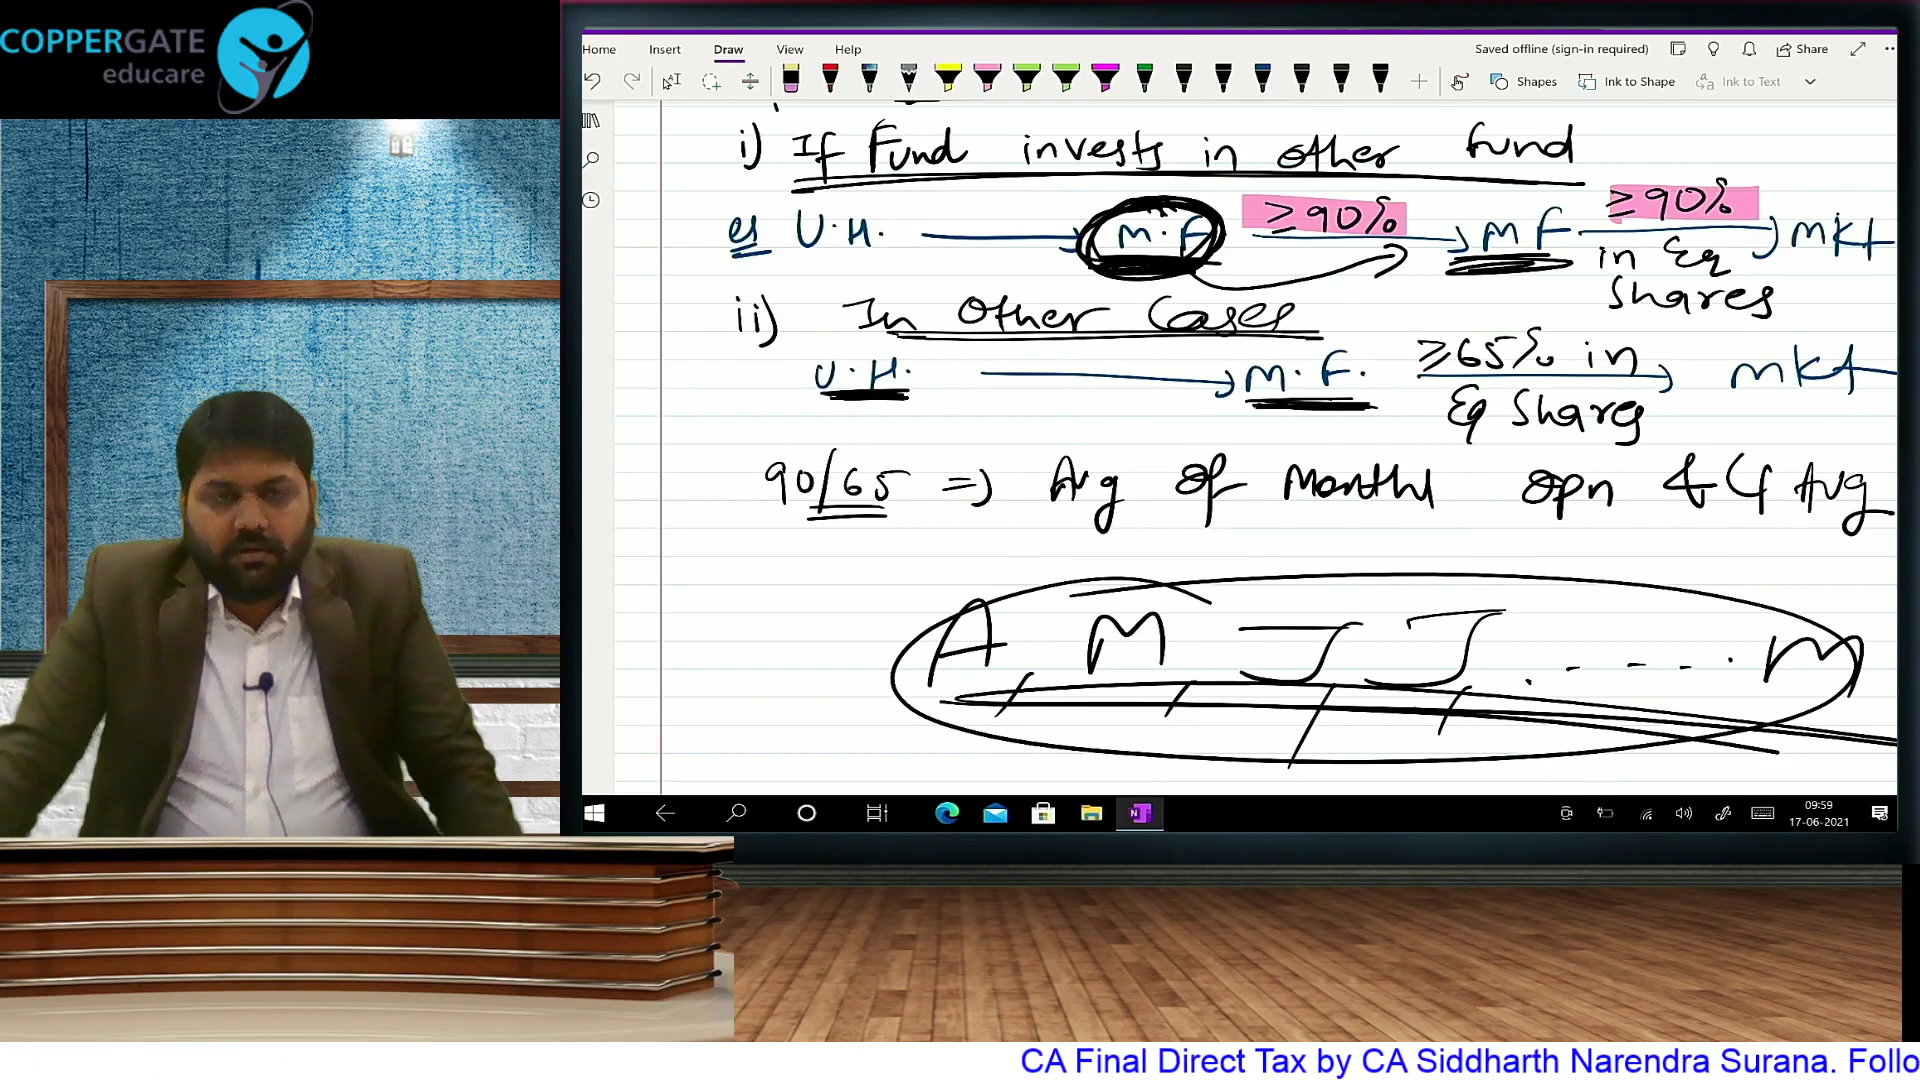 COPPERGATE
educare
Home Insert Draw View Help
Saved offline (sign-in required) Share
Shapes Ink to Shape Ink to Text
i) If Fund invests in other fund
eg U.H. M.F ≥90% MF ≥90% in Eq Shares mkt
ii) In Other Cases
U.H. M.F. ≥65% in Eq Shares mkt
90/65 => Avg of Monthl opn & Cl Avg
A, M J J . - - - . M
09:59
17-06-2021
CA Final Direct Tax by CA Siddharth Narendra Surana. Follo